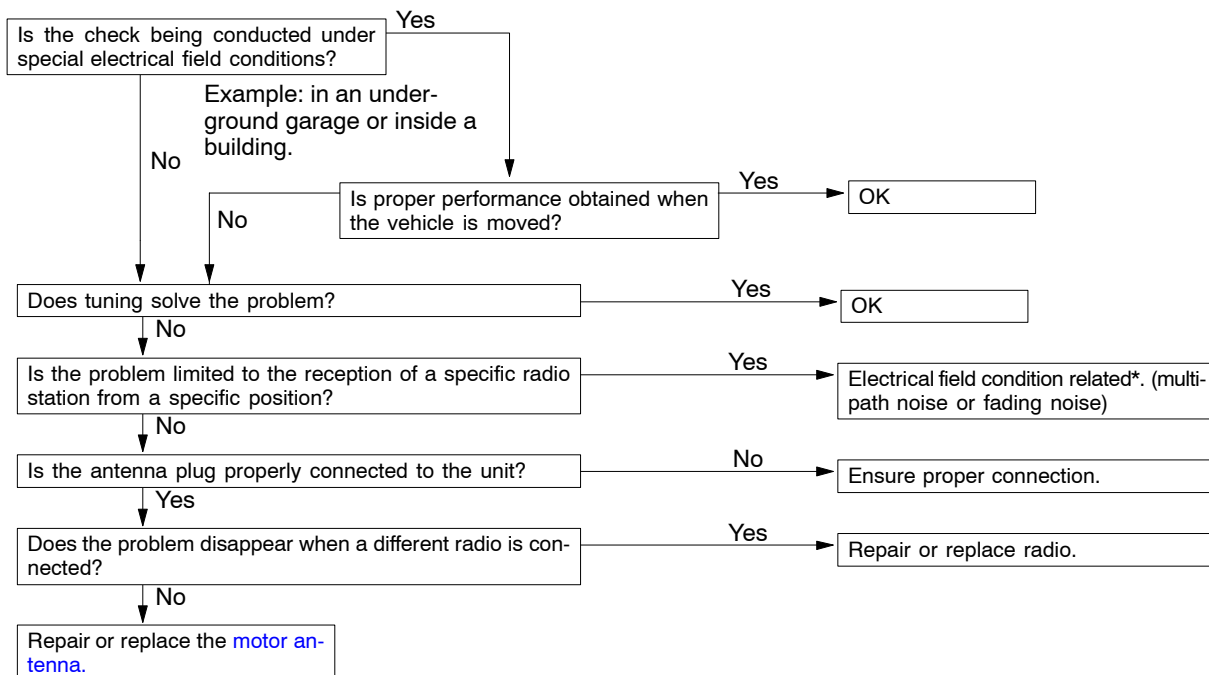 Is the check being conducted under
special electrical field conditions?
Yes
Example: in an under-
ground garage or inside a
building.
No
Is proper performance obtained when
the vehicle is moved?
Yes
OK
No
Does tuning solve the problem?
Yes
OK
No
Is the problem limited to the reception of a specific radio
station from a specific position?
Yes
Electrical field condition related*. (multi-
path noise or fading noise)
No
Is the antenna plug properly connected to the unit?
No
Ensure proper connection.
Yes
Does the problem disappear when a different radio is con-
nected?
Yes
Repair or replace radio.
No
Repair or replace the motor an-
tenna.